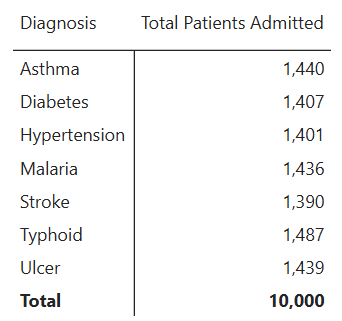 Diagnosis Total Patients Admitted
Asthma 1,440
Diabetes 1,407
Hypertension 1,401
Malaria 1,436
Stroke 1,390
Typhoid 1,487
Ulcer 1,439
Total 10,000